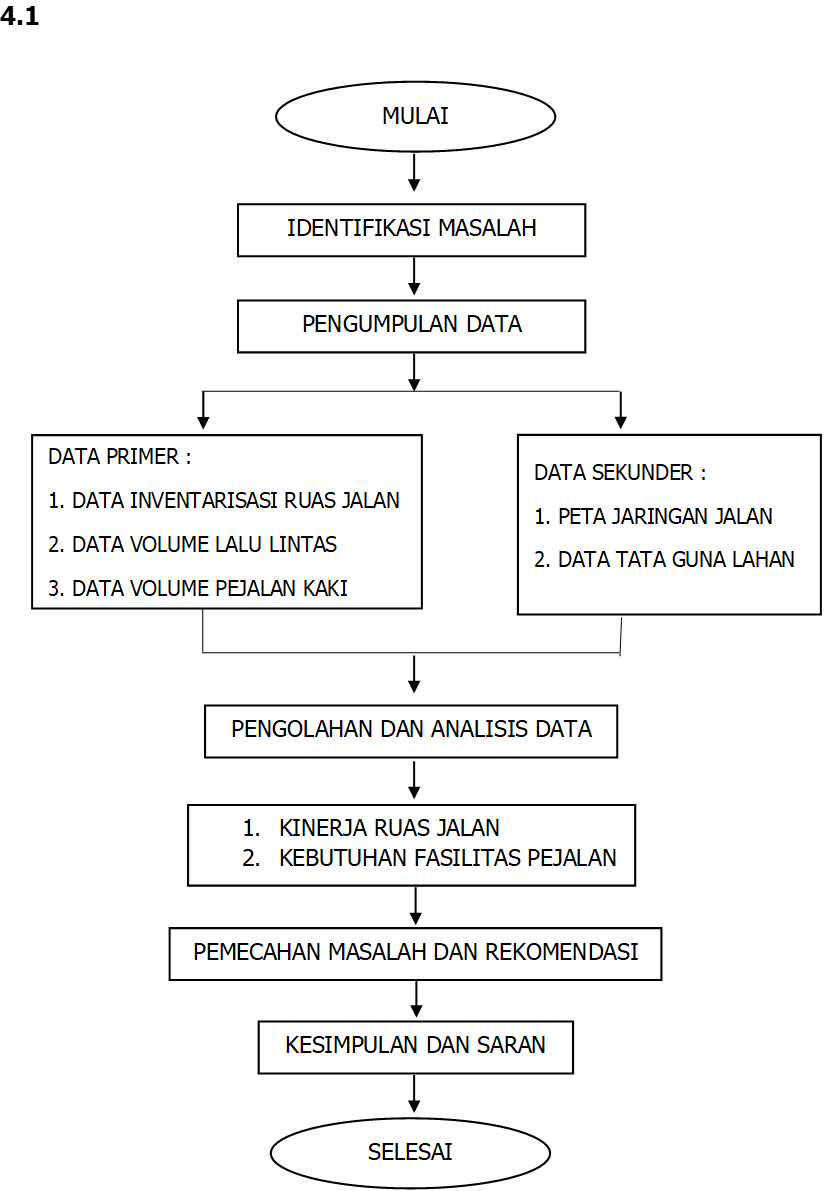 4.1
MULAI
IDENTIFIKASI MASALAH
PENGUMPULAN DATA
DATA PRIMER :
1. DATA INVENTARISASI RUAS JALAN
2. DATA VOLUME LALU LINTAS
3. DATA VOLUME PEJALAN KAKI
DATA SEKUNDER :
1. PETA JARINGAN JALAN
2. DATA TATA GUNA LAHAN
PENGOLAHAN DAN ANALISIS DATA
1. KINERJA RUAS JALAN
2. KEBUTUHAN FASILITAS PEJALAN
PEMECAHAN MASALAH DAN REKOMENDASI
KESIMPULAN DAN SARAN
SELESAI